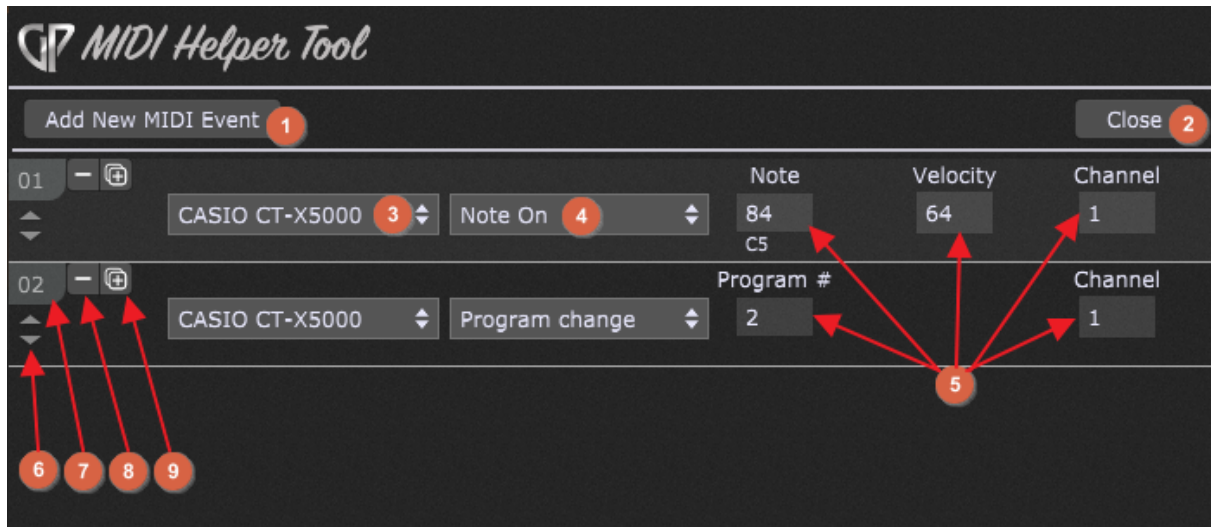 GP MIDI Helper Tool
Add New MIDI Event 1
Close 2
01
Note Velocity Channel
CASIO CT-X5000 3 Note On 4 84 64 1
C5
02
Program # Channel
CASIO CT-X5000 Program change 2 1
5
6 7 8 9